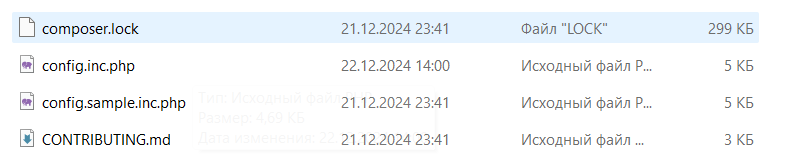 composer.lock 21.12.2024 23:41 Файл "LOCK" 299 КБ
config.inc.php 22.12.2024 14:00 Исходный файл P... 5 КБ
config.sample.inc.php 21.12.2024 23:41 Исходный файл P... 5 КБ
Тип: Исходный файл PHP
Размер: 4,69 КБ
Дата изменения: 22.
CONTRIBUTING.md 21.12.2024 23:41 Исходный файл ... 3 КБ